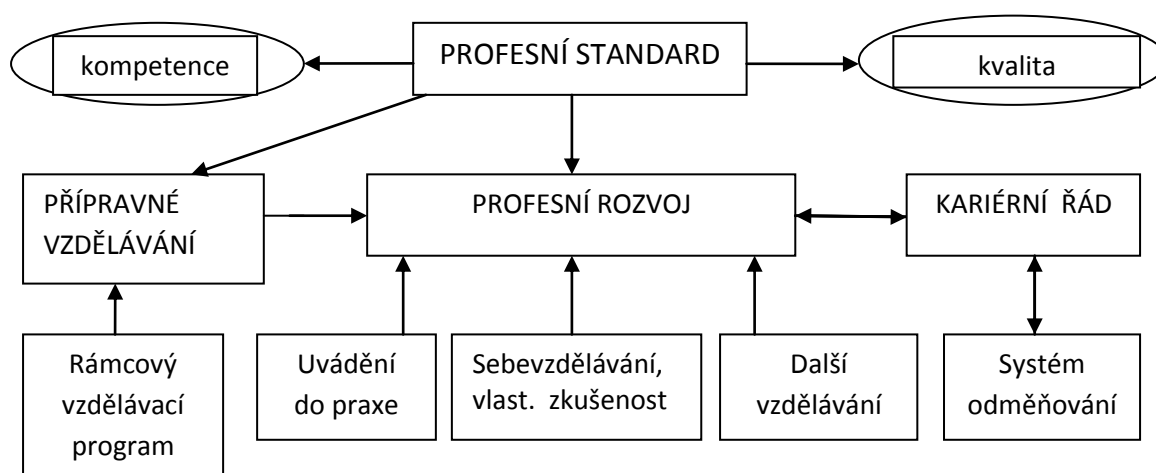 kompetence
PROFESNÍ STANDARD
kvalita
PŘÍPRAVNÉ
VZDĚLÁVÁNÍ
PROFESNÍ ROZVOJ
KARIÉRNÍ ŘÁD
Rámcový
vzdělávací
program
Uvádění
do praxe
Sebevzdělávání,
vlast. zkušenost
Další
vzdělávání
Systém
odměňování